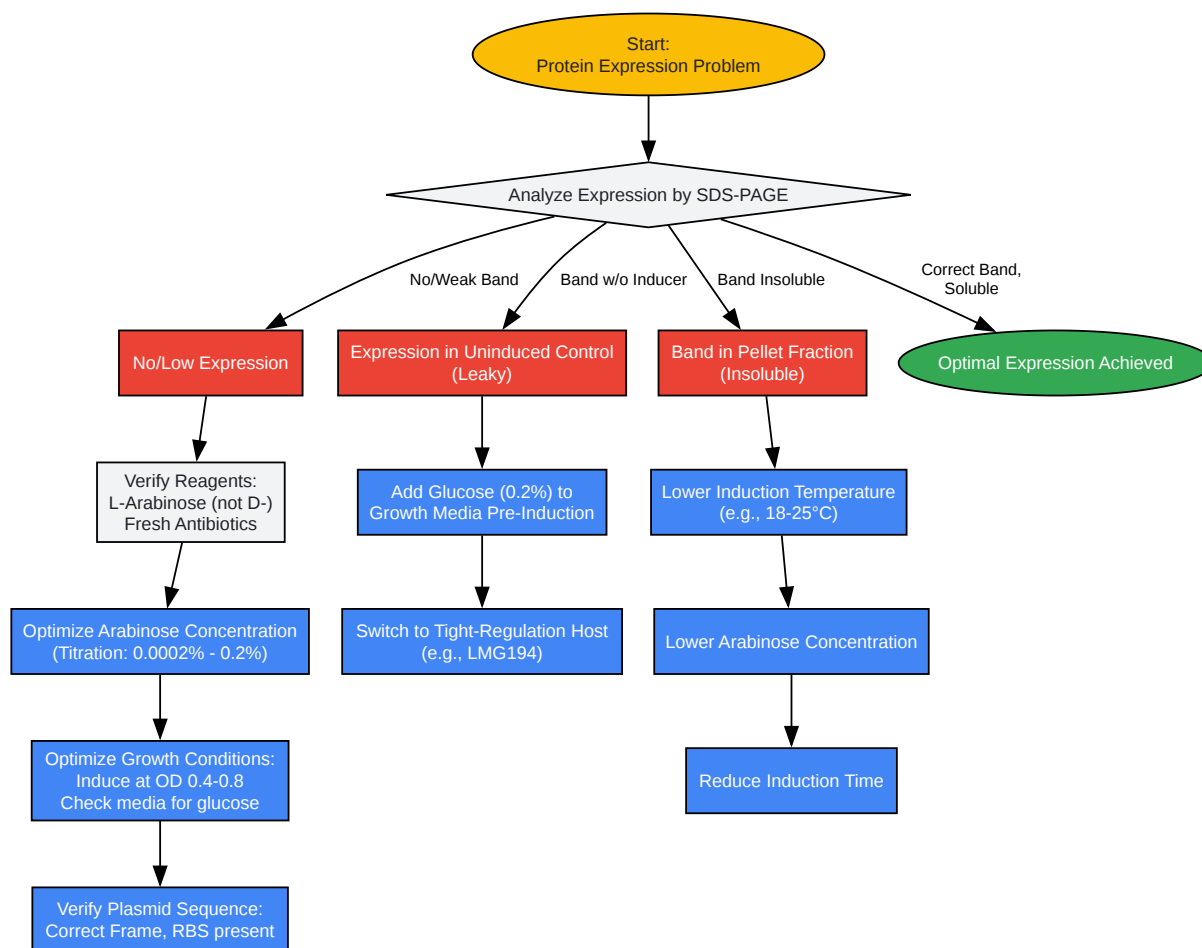 Start:
Protein Expression Problem
Analyze Expression by SDS-PAGE
No/Weak Band
Band w/o Inducer
Band Insoluble
Correct Band,
Soluble
No/Low Expression
Expression in Uninduced Control
(Leaky)
Band in Pellet Fraction
(Insoluble)
Optimal Expression Achieved
Verify Reagents:
L-Arabinose (not D-)
Fresh Antibiotics
Add Glucose (0.2%) to
Growth Media Pre-Induction
Lower Induction Temperature
(e.g., 18-25°C)
Optimize Arabinose Concentration
(Titration: 0.0002% - 0.2%)
Switch to Tight-Regulation Host
(e.g., LMG194)
Lower Arabinose Concentration
Optimize Growth Conditions:
Induce at OD 0.4-0.8
Check media for glucose
Reduce Induction Time
Verify Plasmid Sequence:
Correct Frame, RBS present